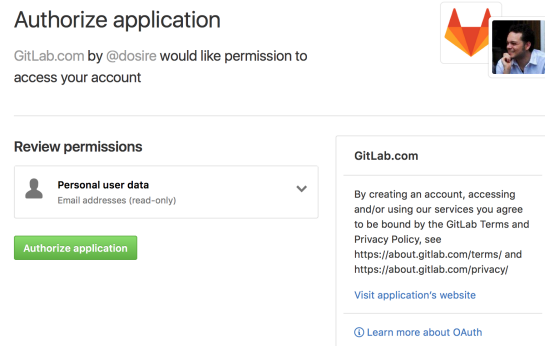 Authorize application
GitLab.com by @dosire would like permission to
access your account
Review permissions
Personal user data
Email addresses (read-only)
Authorize application
GitLab.com
By creating an account, accessing
and/or using our services you agree
to be bound by the GitLab Terms and
Privacy Policy, see
https://about.gitlab.com/terms/ and
https://about.gitlab.com/privacy/
Visit application's website
Learn more about OAuth